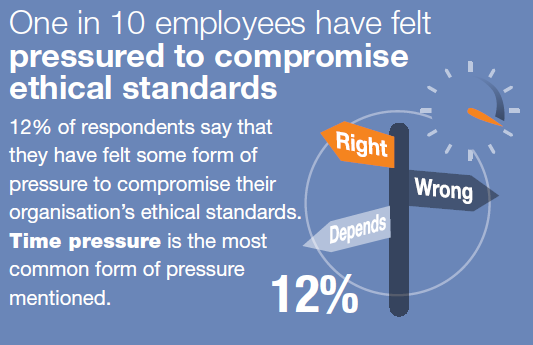 One in 10 employees have felt
pressured to compromise
ethical standards
12% of respondents say that
they have felt some form of
pressure to compromise their
organisation's ethical standards.
Time pressure is the most
common form of pressure
mentioned.
Right
Wrong
Depends
12%